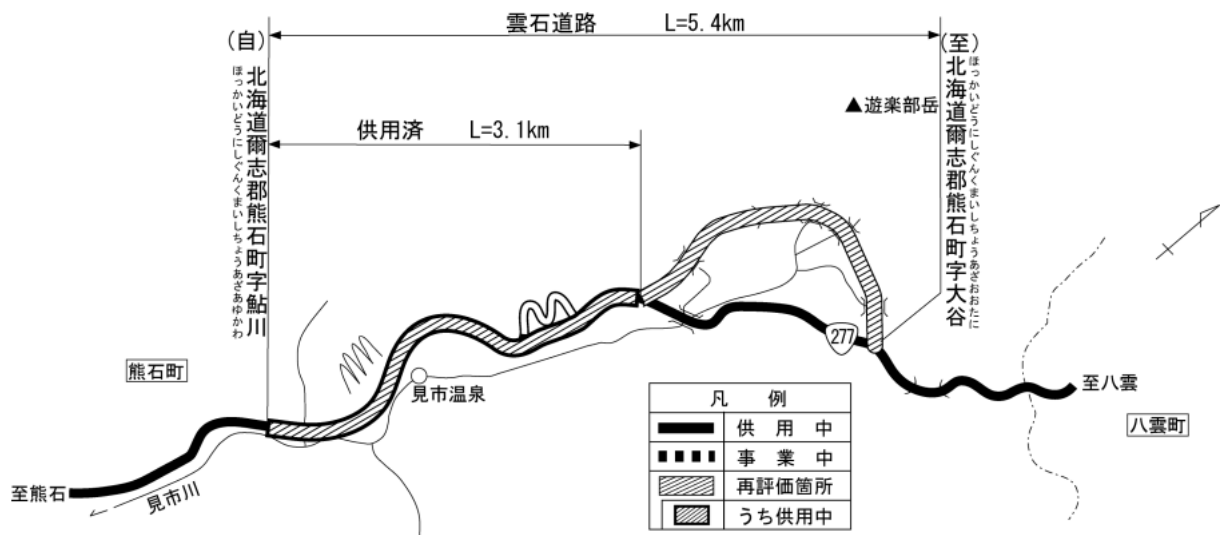 雲石道路 L=5.4km
(自)
北海道爾志郡熊石町字鮎川
ほっかいどうにしぐんくまいしちょうあざあゆかわ
(至)
北海道爾志郡熊石町字大谷
ほっかいどうにしぐんくまいしちょうあざおおたに
▲遊楽部岳
供用済 L=3.1km
277
熊石町
見市温泉
至八雲
八雲町
至熊石
見市川
凡例
供用中
事業中
再評価箇所
うち供用中